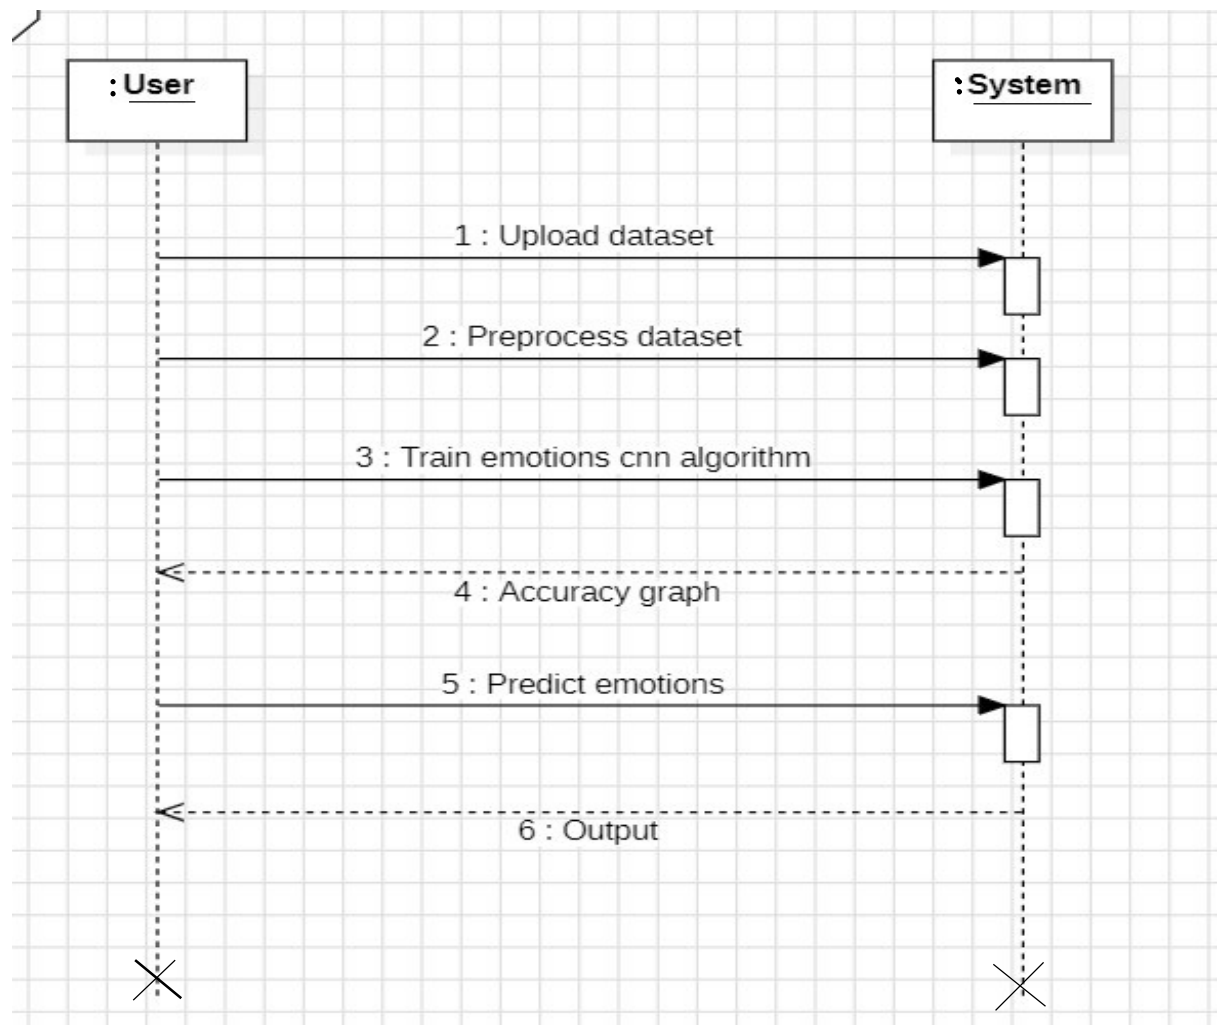 :User
:System
1 : Upload dataset
2 : Preprocess dataset
3 : Train emotions cnn algorithm
4 : Accuracy graph
5 : Predict emotions
6 : Output